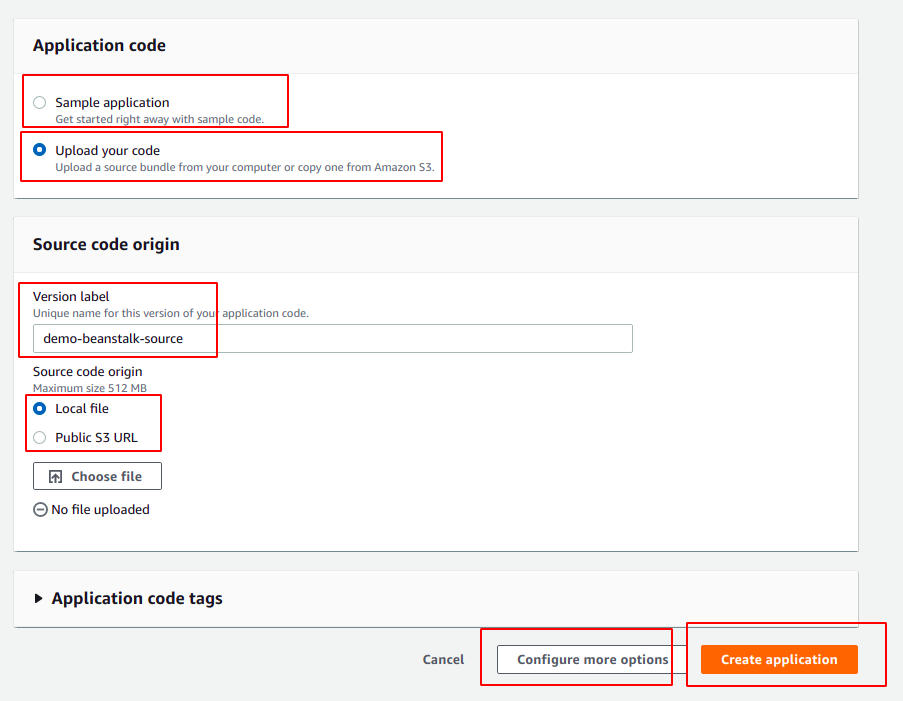 Application code
Sample application
Get started right away with sample code.
Upload your code
Upload a source bundle from your computer or copy one from Amazon S3.
Source code origin
Version label
Unique name for this version of your application code.
demo-beanstalk-source
Source code origin
Maximum size 512 MB
Local file
Public S3 URL
Choose file
No file uploaded
Application code tags
Cancel Configure more options Create application